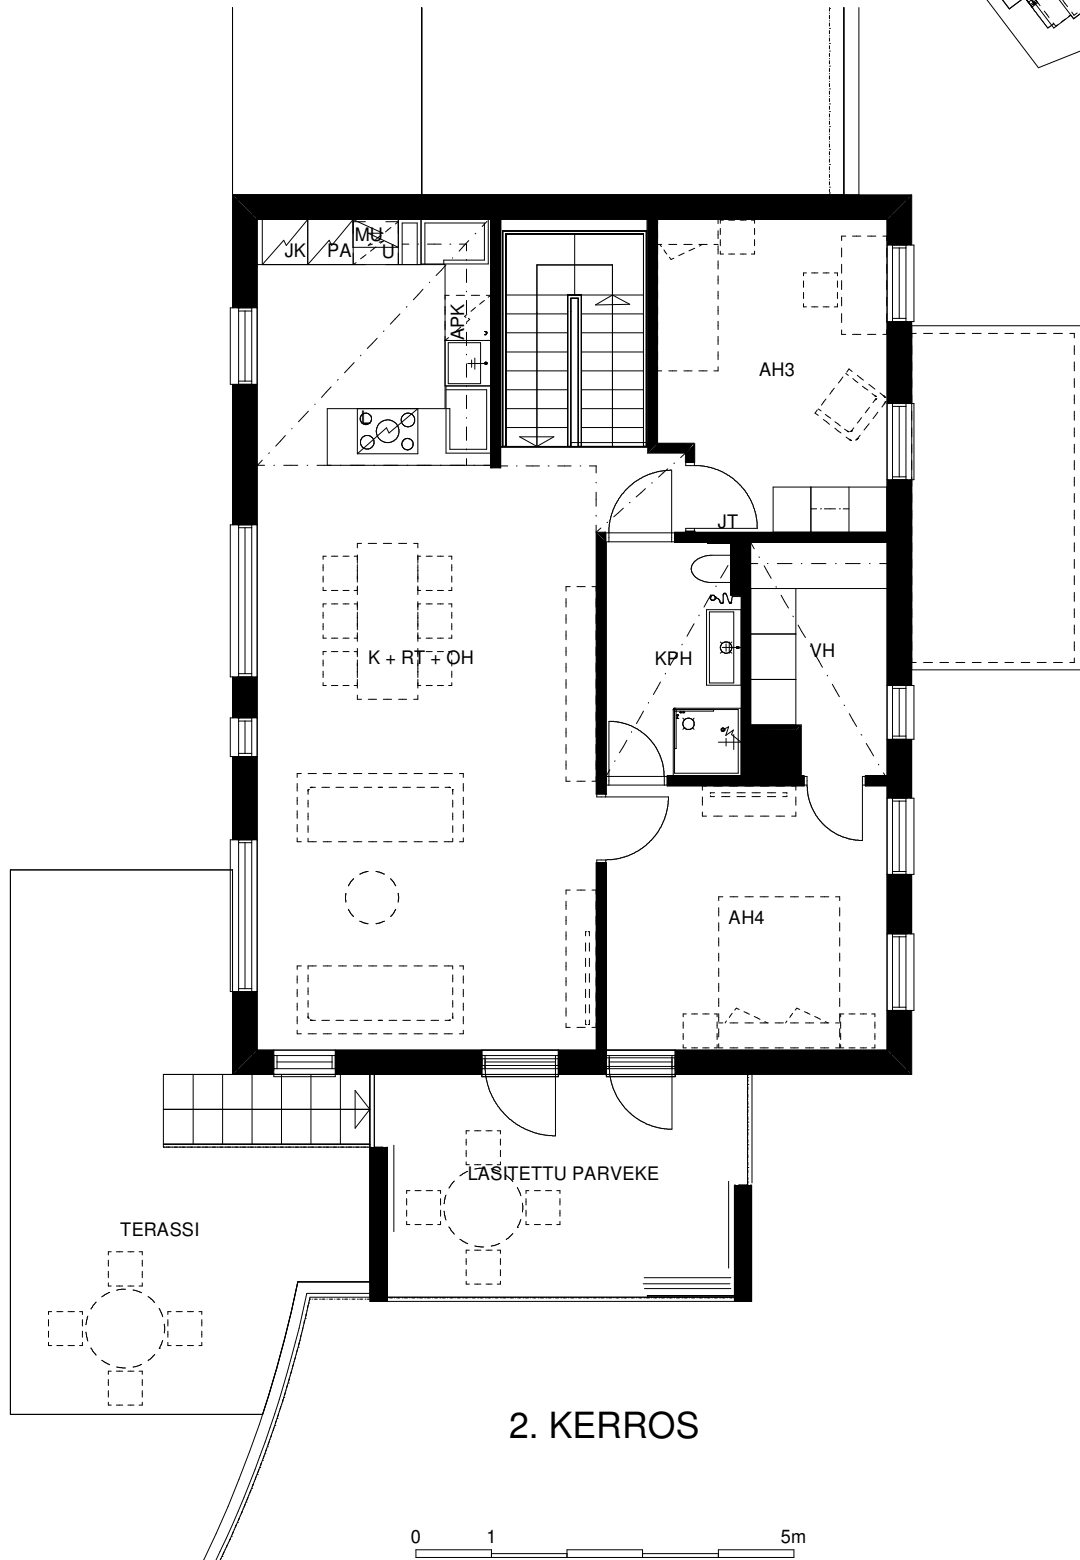 JK
PA
MU
U
APK
AH3
JT
K + RT + OH
KPH
VH
AH4
LASITETTU PARVEKE
TERASSI
2. KERROS
0 1 5m